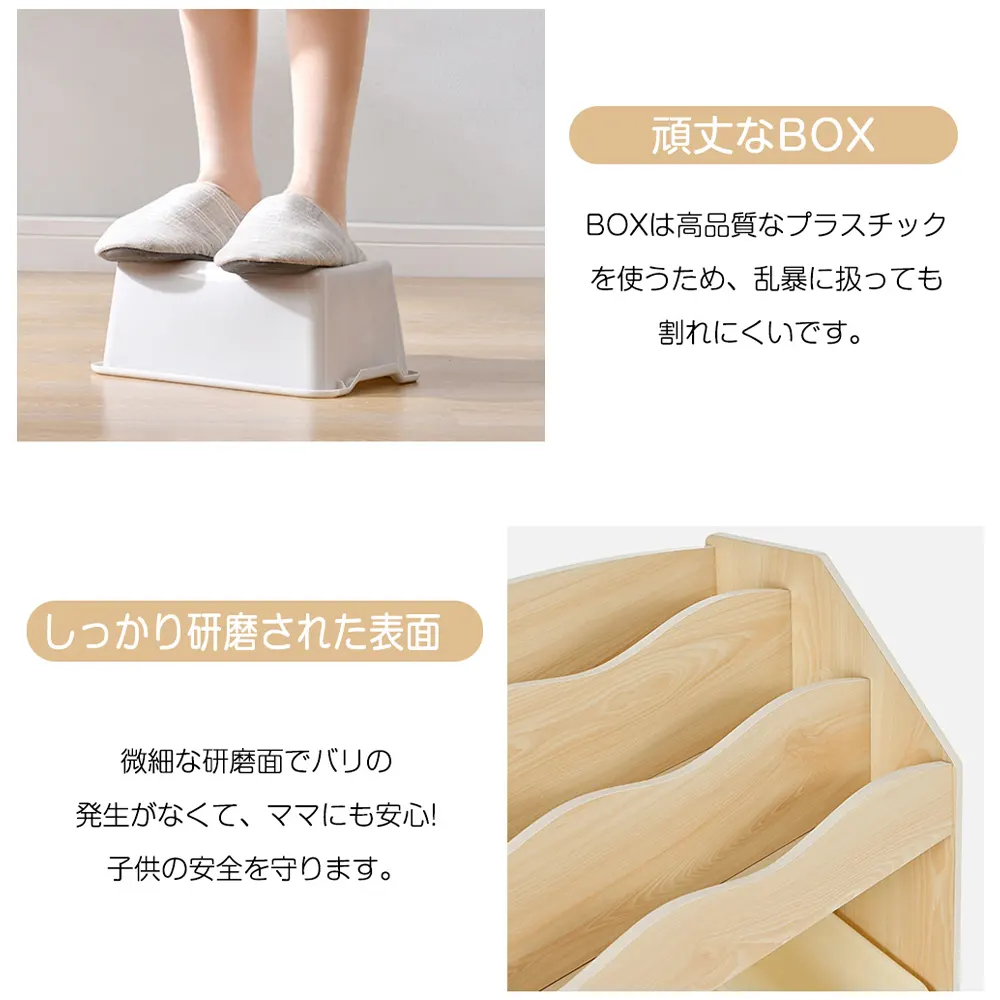 頑丈なBOX
BOXは高品質なプラスチック
を使うため、乱暴に扱っても
割れにくいです。
しっかり研磨された表面
微細な研磨面でバリの
発生がなくて、ママにも安心!
子供の安全を守ります。